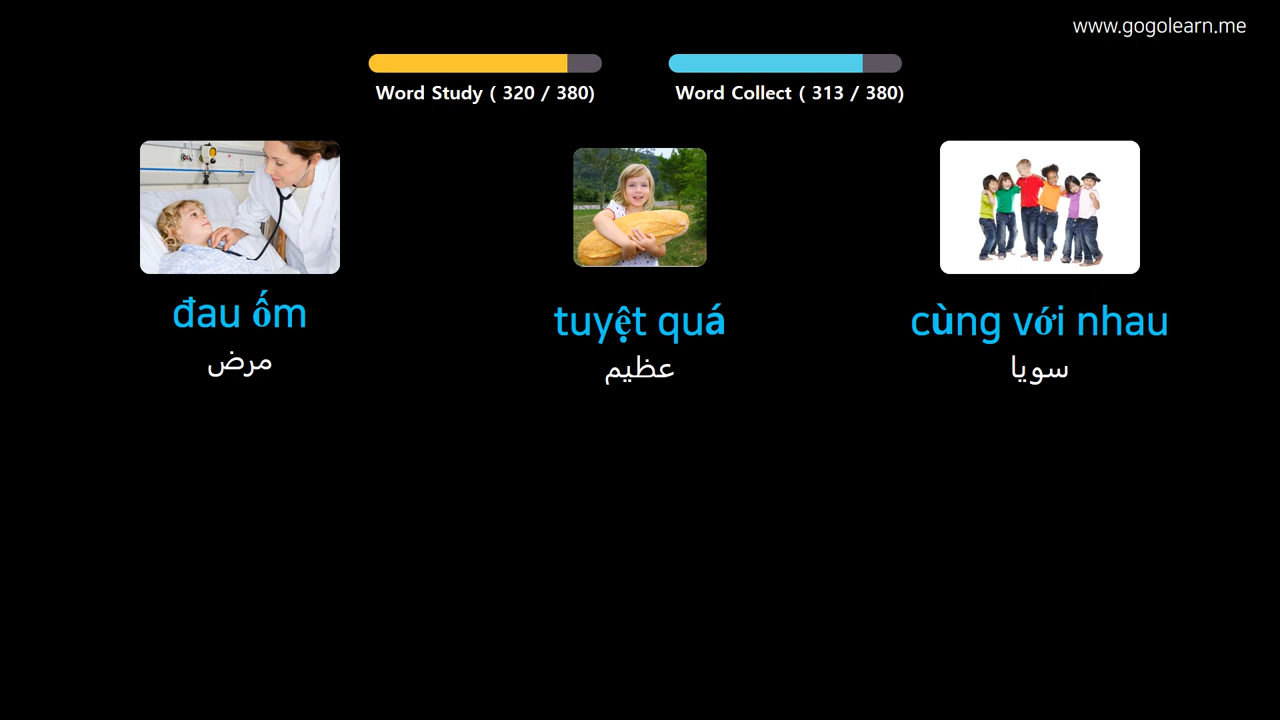 www.gogolearn.me
Word Study ( 320 / 380)
Word Collect ( 313 / 380)
đau ốm
مرض
tuyệt quá
عظيم
cùng với nhau
سويا